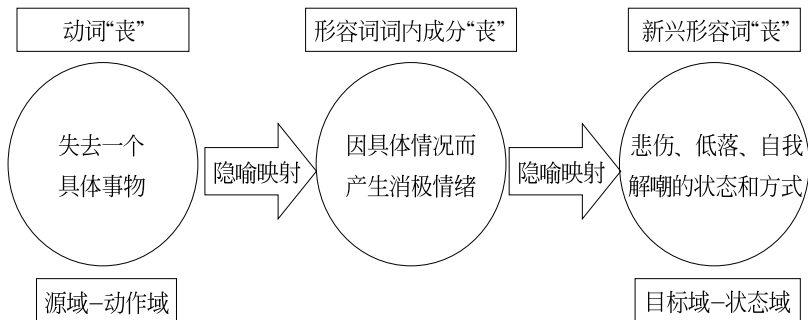 动词“丧”
形容词词内成分“丧”
新兴形容词“丧”
失去一个
具体事物
隐喻映射
因具体情况而
产生消极情绪
隐喻映射
悲伤、低落、自我
解嘲的状态和方式
源域–动作域
目标域–状态域